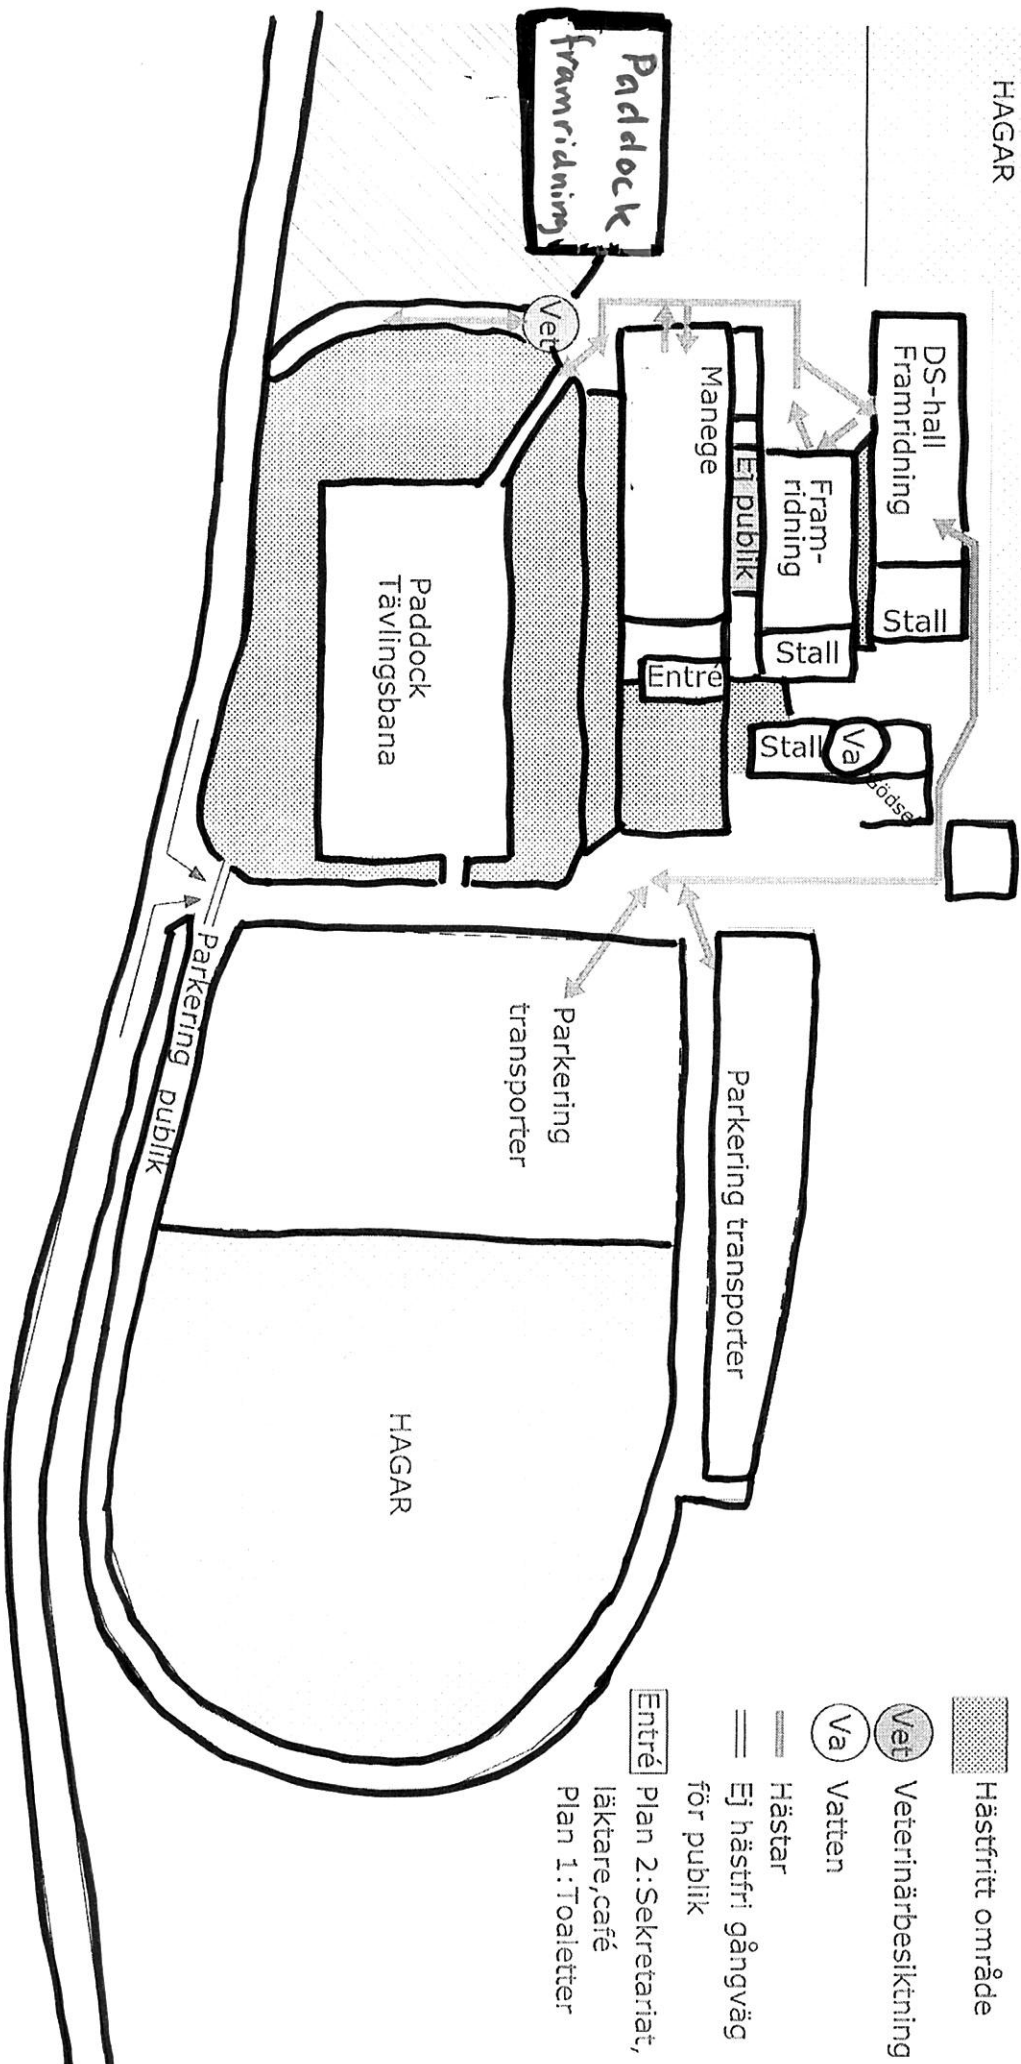 HAGAR
DS-hall
Framridning
Stall
Paddock
framridning
Vet
Manege
Ej publik
Fram-
ridning
Stall
Entré
Stall
Va
Paddock
Tävlingsbana
Parkering publik
Parkering
transporter
Parkering transporter
HAGAR
Hästfritt område
Vet Veterinärbesiktning
Va Vatten
Hästar
Ej hästfri gångväg
för publik
Entré Plan 2:Sekretariat,
läktare,café
Plan 1:Toaletter